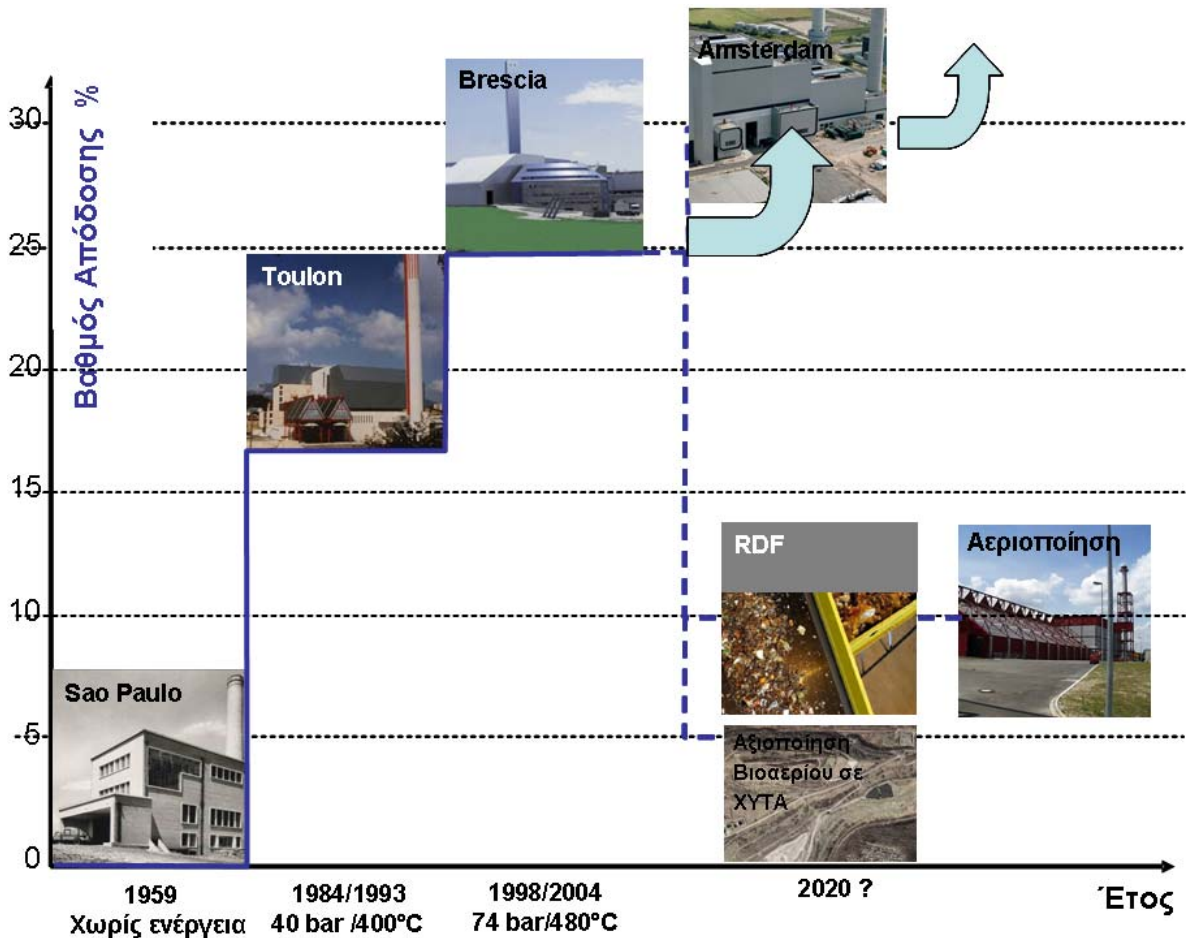 Βαθμός Απόδοσης %
30
25
20
15
10
5
0
Sao Paulo
Toulon
Brescia
Amsterdam
RDF
Αεριοποίηση
Αξιοποίηση
Βιοαερίου σε
ΧΥΤΑ
1959
Χωρίς ενέργεια
1984/1993
40 bar /400°C
1998/2004
74 bar/480°C
2020 ?
Έτος